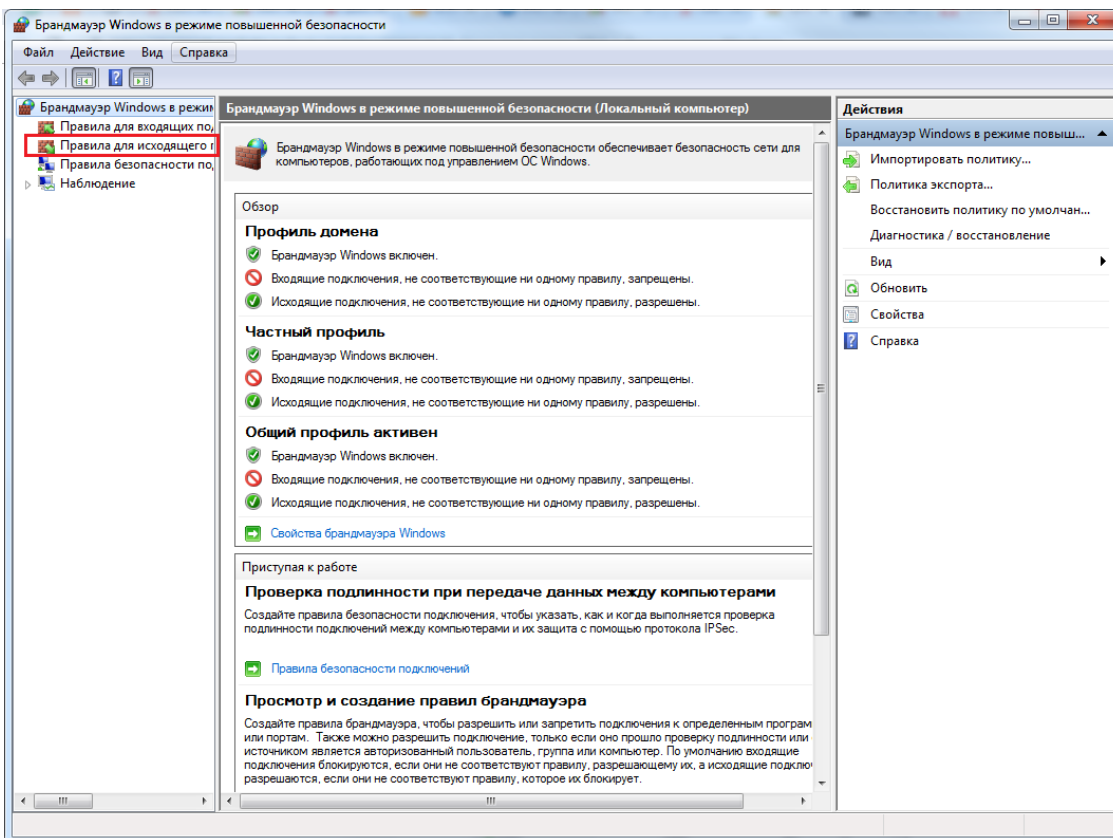 Брандмауэр Windows в режиме повышенной безопасности
Файл Действие Вид Справка
Брандмауэр Windows в
Правила для входящих
Правила для исходящего
Правила безопасности
Наблюдение
Брандмауэр Windows в режиме повышенной безопасности (Локальный компьютер)
Брандмауэр Windows в режиме повышенной безопасности обеспечивает безопасность сети для
компьютеров, работающих под управлением ОС Windows.
Обзор
Профиль домена
Брандмауэр Windows включен.
Входящие подключения, не соответствующие ни одному правилу, запрещены.
Исходящие подключения, не соответствующие ни одному правилу, разрешены.
Частный профиль
Брандмауэр Windows включен.
Входящие подключения, не соответствующие ни одному правилу, запрещены.
Исходящие подключения, не соответствующие ни одному правилу, разрешены.
Общий профиль активен
Брандмауэр Windows включен.
Входящие подключения, не соответствующие ни одному правилу, запрещены.
Исходящие подключения, не соответствующие ни одному правилу, разрешены.
Свойства брандмауэра Windows
Приступая к работе
Проверка подлинности при передаче данных между компьютерами
Создайте правила безопасности подключения, чтобы указать, как и когда выполняется проверка
подлинности подключений между компьютерами и их защита с помощью протокола IPSec.
Правила безопасности подключений
Просмотр и создание правил брандмауэра
Создайте правила брандмауэра, чтобы разрешить или запретить подключения к определенным програм
или портам. Также можно разрешить подключение, только если оно прошло проверку подлинности или
источником является авторизованный пользователь, группа или компьютер. По умолчанию входящие
подключения блокируются, если они не соответствуют правилу, разрешающему их, а исходящие
разрешаются, если они не соответствуют правилу, которое их блокирует.
Действия
Брандмауэр Windows в режиме повыш...
Импортировать политику...
Политика экспорта...
Восстановить политику по умолчан...
Диагностика / восстановление
Вид
Обновить
Свойства
Справка